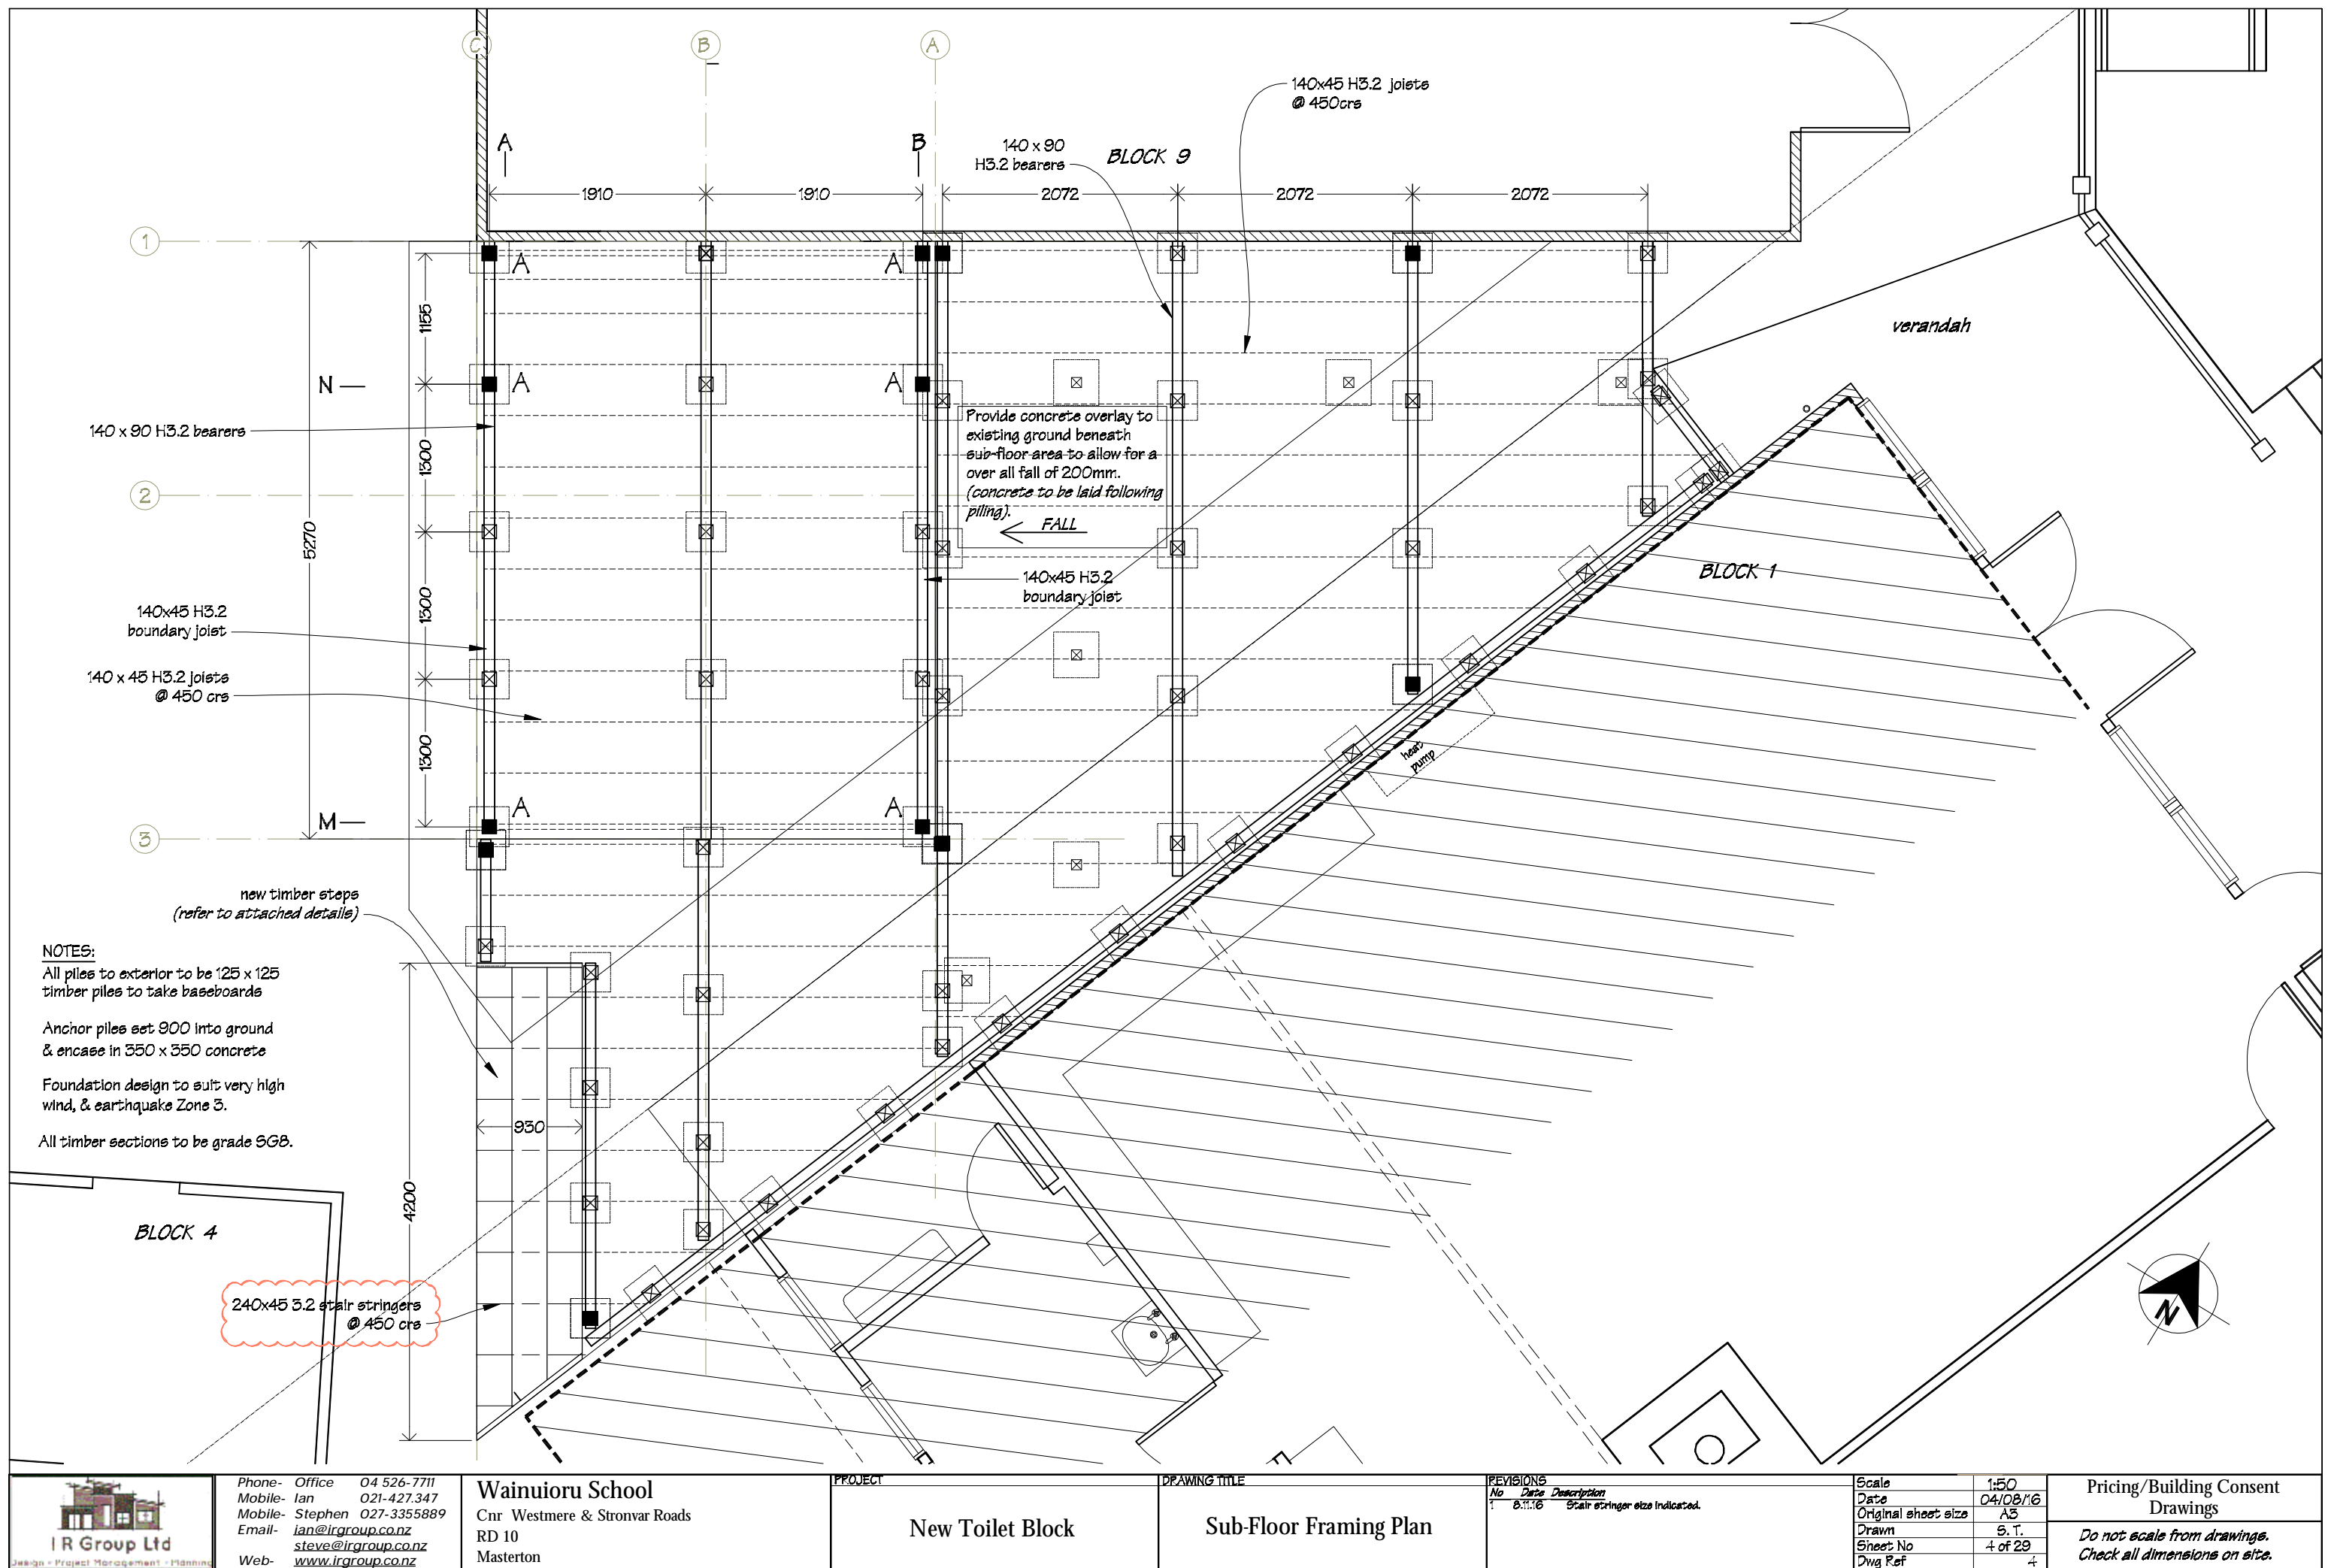 C
B
A
140x45 H3.2 joists
@ 450crs
A
B
140 x 90
H3.2 bearers
BLOCK 9
1910
1910
2072
2072
2072
1
A
A
1155
verandah
N
A
A
140 x 90 H3.2 bearers
Provide concrete overlay to
existing ground beneath
sub-floor area to allow for a
over all fall of 200mm.
(concrete to be laid following
piling).
FALL
1300
2
5270
BLOCK 1
140x45 H3.2
boundary joist
1300
140x45 H3.2
boundary joist
140 x 45 H3.2 joists
@ 450 crs
1300
heat
pump
A
A
M
3
new timber steps
(refer to attached details)
NOTES:
All piles to exterior to be 125 x 125
timber piles to take baseboards
Anchor piles set 900 into ground
& encase in 350 x 350 concrete
Foundation design to suit very high
wind, & earthquake Zone 3.
All timber sections to be grade SG8.
930
4200
BLOCK 4
240x45 3.2 stair stringers
@ 450 crs
N
I R Group Ltd
Design - Project Management - Planning
Phone- Office 04 526-7711
Mobile- Ian 021-427.347
Mobile- Stephen 027-3355889
Email- ian@irgroup.co.nz
steve@irgroup.co.nz
Web- www.irgroup.co.nz
Wainuioru School
Cnr Westmere & Stronvar Roads
RD 10
Masterton
PROJECT
New Toilet Block
DRAWING TITLE
Sub-Floor Framing Plan
REVISIONS
No Date Description
1 8.11.16 Stair stringer size indicated.
Scale 1:50
Date 04/08/16
Original sheet size A3
Drawn S. T.
Sheet No 4 of 29
Dwg Ref 4
Pricing/Building Consent
Drawings
Do not scale from drawings.
Check all dimensions on site.